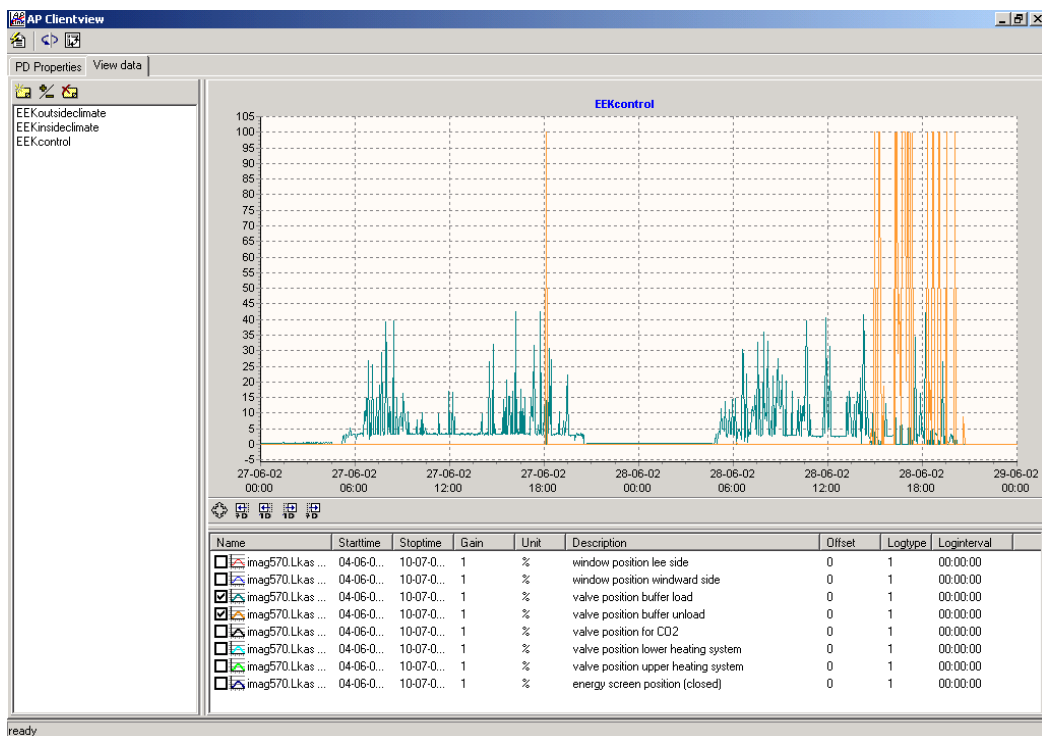 AP Clientview
PD Properties View data
EEKoutsideclimate
EEKinsideclimate
EEKcontrol
EEKcontrol
105
100
95
90
85
80
75
70
65
60
55
50
45
40
35
30
25
20
15
10
5
0
-5
27-06-02 27-06-02 27-06-02 27-06-02 28-06-02 28-06-02 28-06-02 28-06-02 29-06-02
00:00 06:00 12:00 18:00 00:00 06:00 12:00 18:00 00:00
Name Starttime Stoptime Gain Unit Description Offset Logtype Loginterval
imag570.Lkas ... 04-06-0... 10-07-0... 1 % window position lee side 0 1 00:00:00
imag570.Lkas ... 04-06-0... 10-07-0... 1 % window position windward side 0 1 00:00:00
imag570.Lkas ... 04-06-0... 10-07-0... 1 % valve position buffer load 0 1 00:00:00
imag570.Lkas ... 04-06-0... 10-07-0... 1 % valve position buffer unload 0 1 00:00:00
imag570.Lkas ... 04-06-0... 10-07-0... 1 % valve position for CO2 0 1 00:00:00
imag570.Lkas ... 04-06-0... 10-07-0... 1 % valve position lower heating system 0 1 00:00:00
imag570.Lkas ... 04-06-0... 10-07-0... 1 % valve position upper heating system 0 1 00:00:00
imag570.Lkas ... 04-06-0... 10-07-0... 1 % energy screen position (closed) 0 1 00:00:00
ready